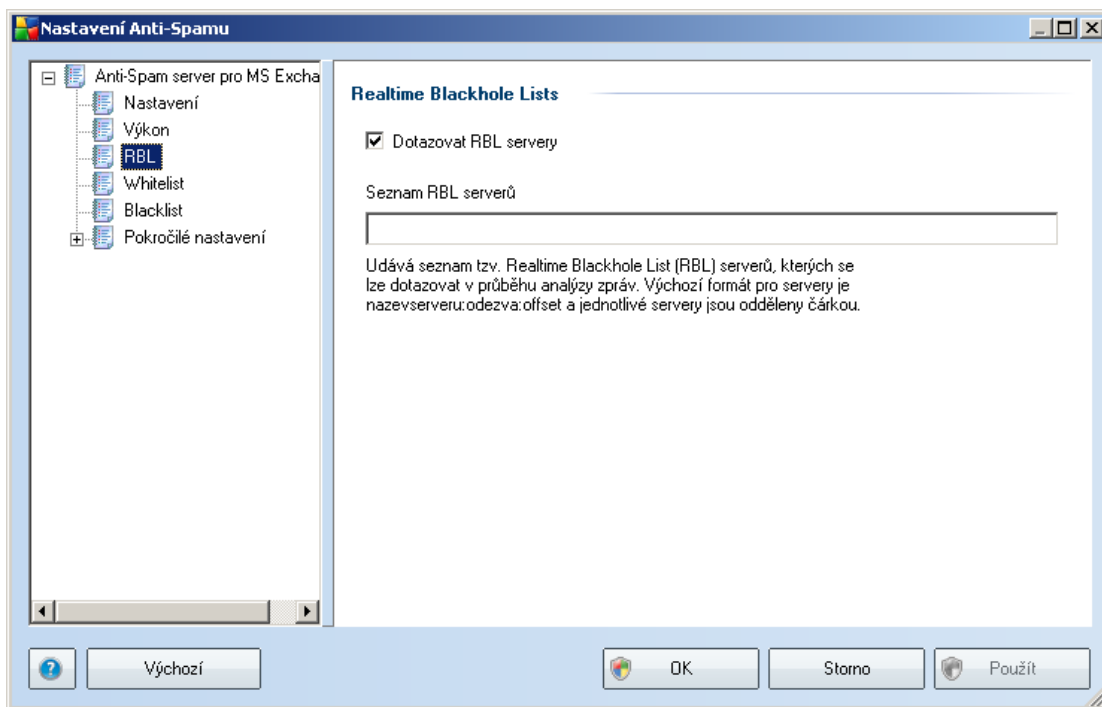 Nastavení Anti-Spamu
Anti-Spam server pro MS Excha
Nastavení
Výkon
RBL
Whitelist
Blacklist
Pokročilé nastavení
Realtime Blackhole Lists
Dotazovat RBL servery
Seznam RBL serverů
Udává seznam tzv. Realtime Blackhole List (RBL) serverů, kterých se
lze dotazovat v průběhu analýzy zpráv. Výchozí formát pro servery je
nazevserveru:odezva:offset a jednotlivé servery jsou odděleny čárkou.
Výchozí
OK
Storno
Použít